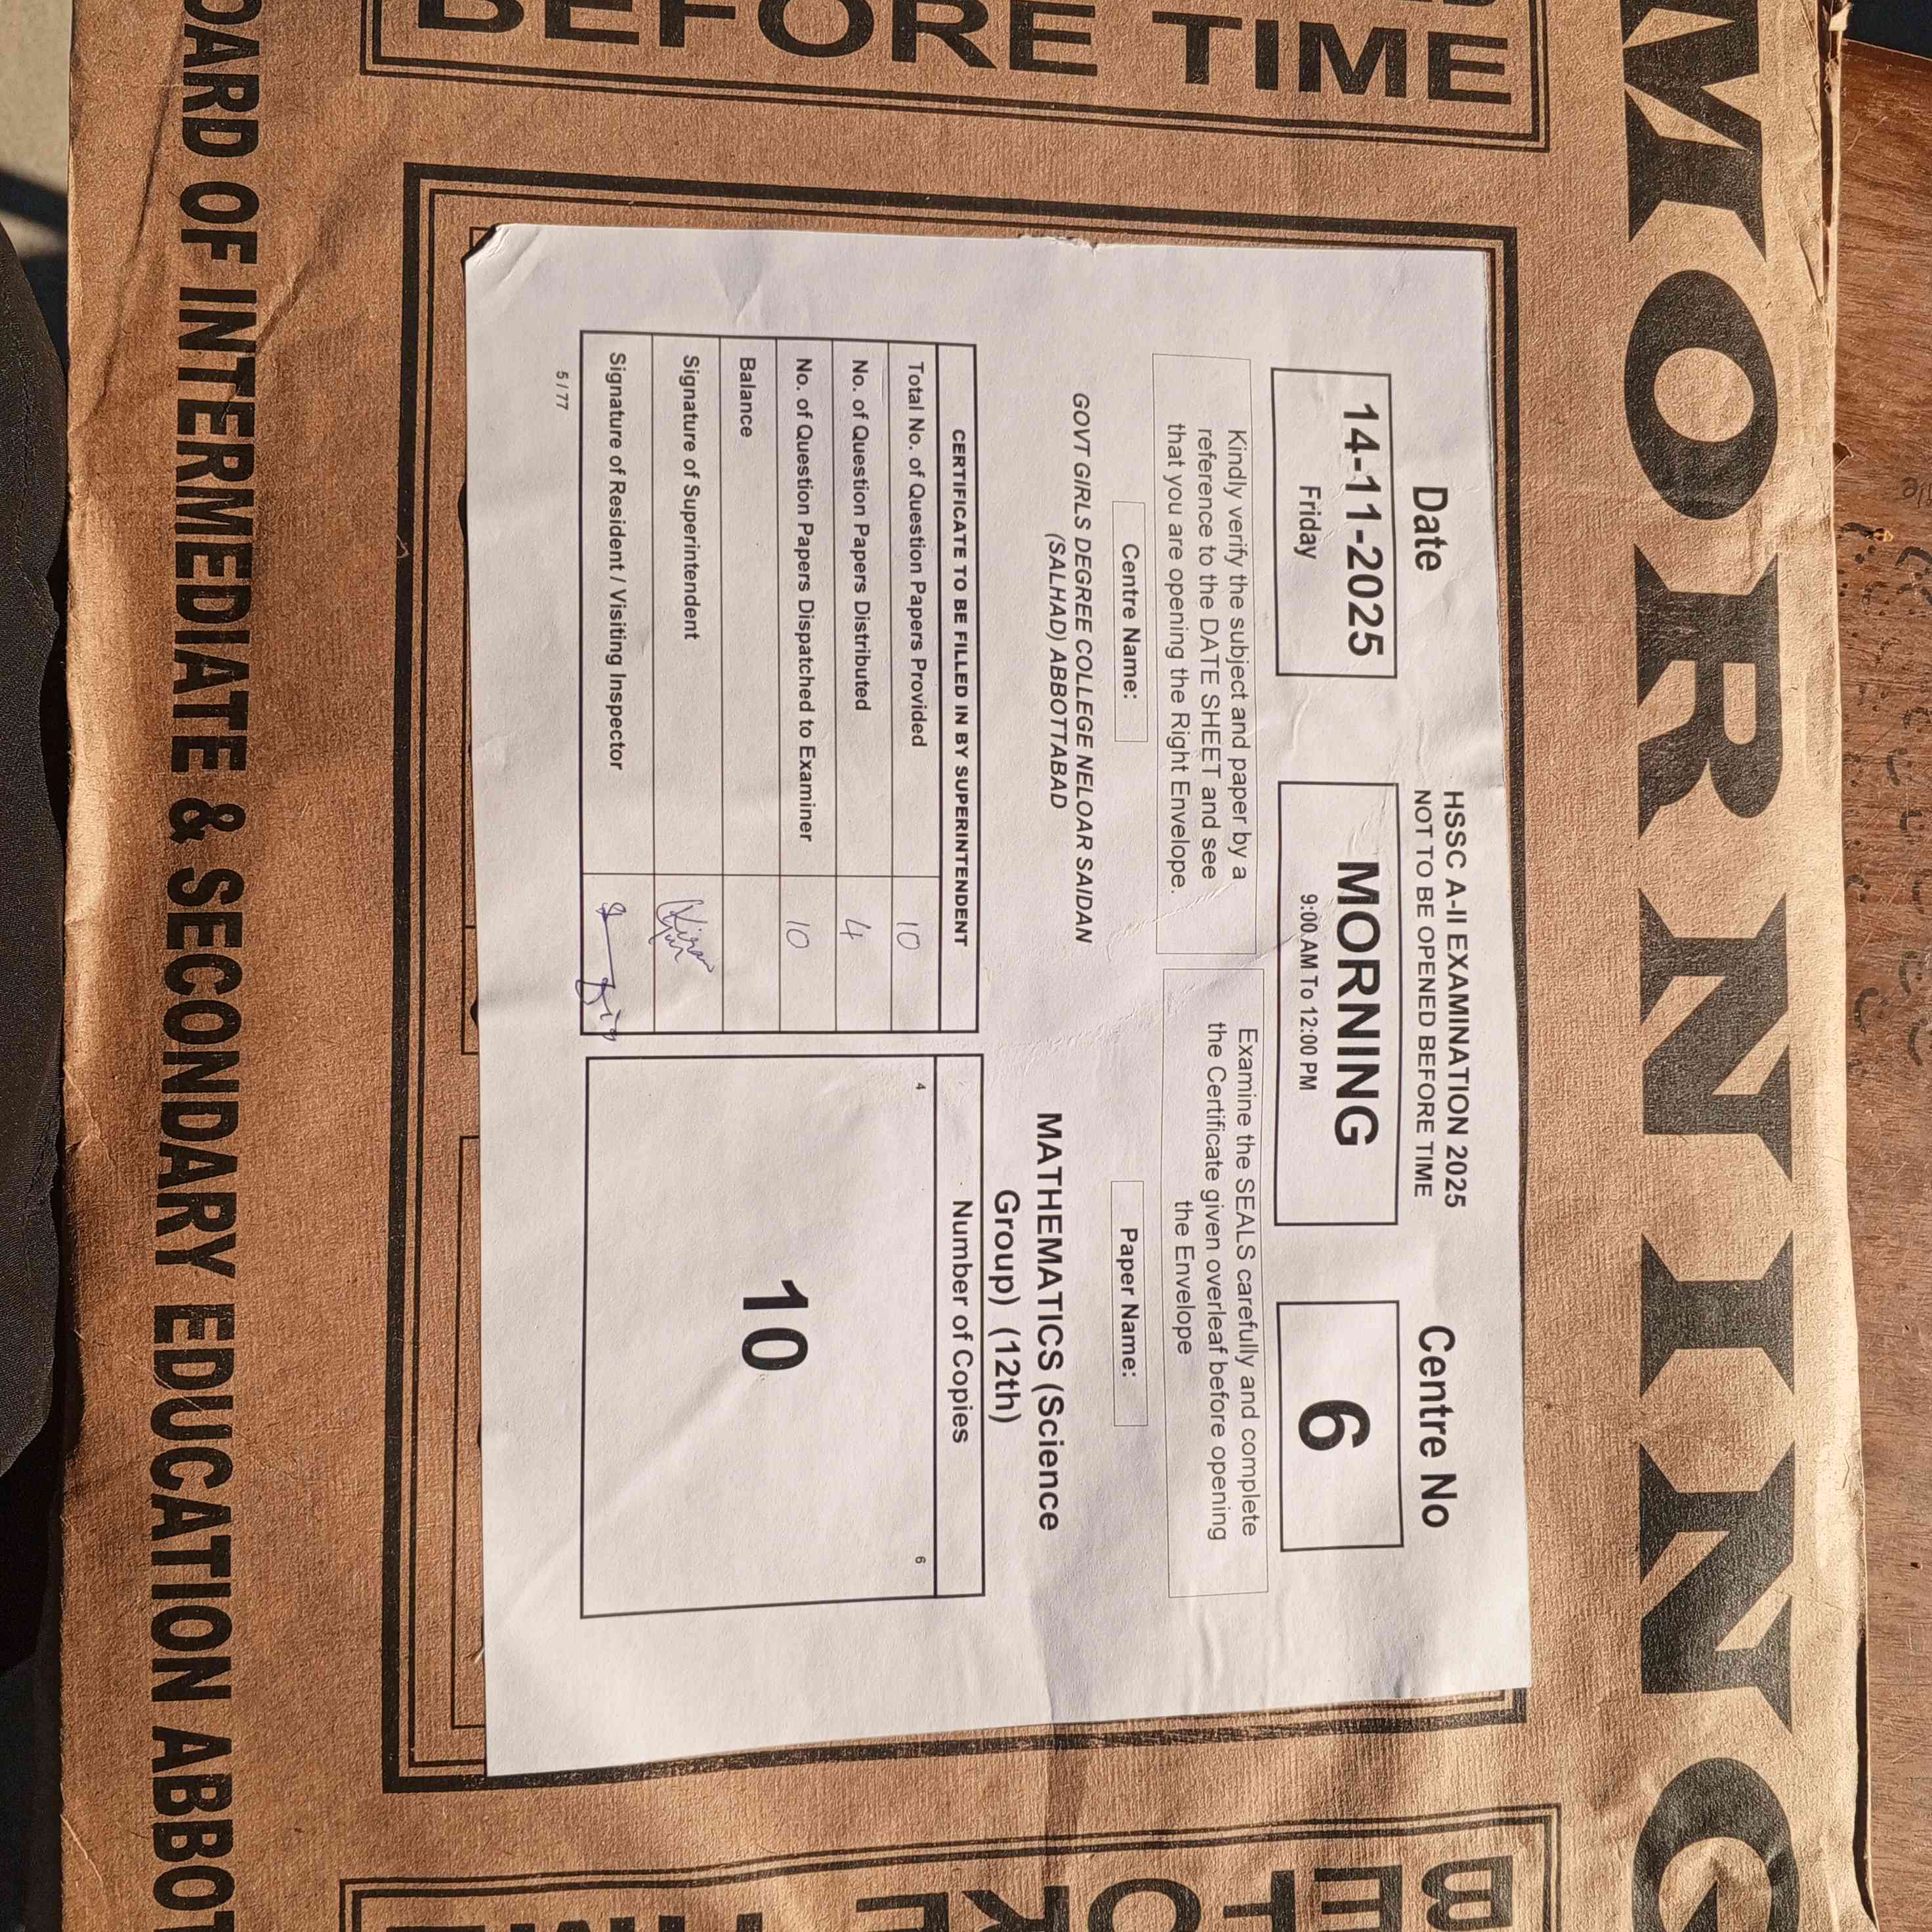 BEFORE TIME
MORNING
HSSC A-II EXAMINATION 2025
NOT TO BE OPENED BEFORE TIME
Date
Centre No
14-11-2025
Friday
MORNING
9:00 AM To 12:00 PM
6
Kindly verify the subject and paper by a
reference to the DATE SHEET and see
that you are opening the Right Envelope.
Examine the SEALS carefully and complete
the Certificate given overleaf before opening
the Envelope
Centre Name:
Paper Name:
GOVT GIRLS DEGREE COLLEGE NELOAR SAIDAN
(SALHAD) ABBOTTABAD
MATHEMATICS (Science
Group) (12th)
CERTIFICATE TO BE FILLED IN BY SUPERINTENDENT
Total No. of Question Papers Provided 10
No. of Question Papers Distributed 4
No. of Question Papers Dispatched to Examiner 10
Balance
Signature of Superintendent
Signature of Resident / Visiting Inspector
Number of Copies
4 6
10
5 / 77
OARD OF INTERMEDIATE & SECONDARY EDUCATION ABBOT